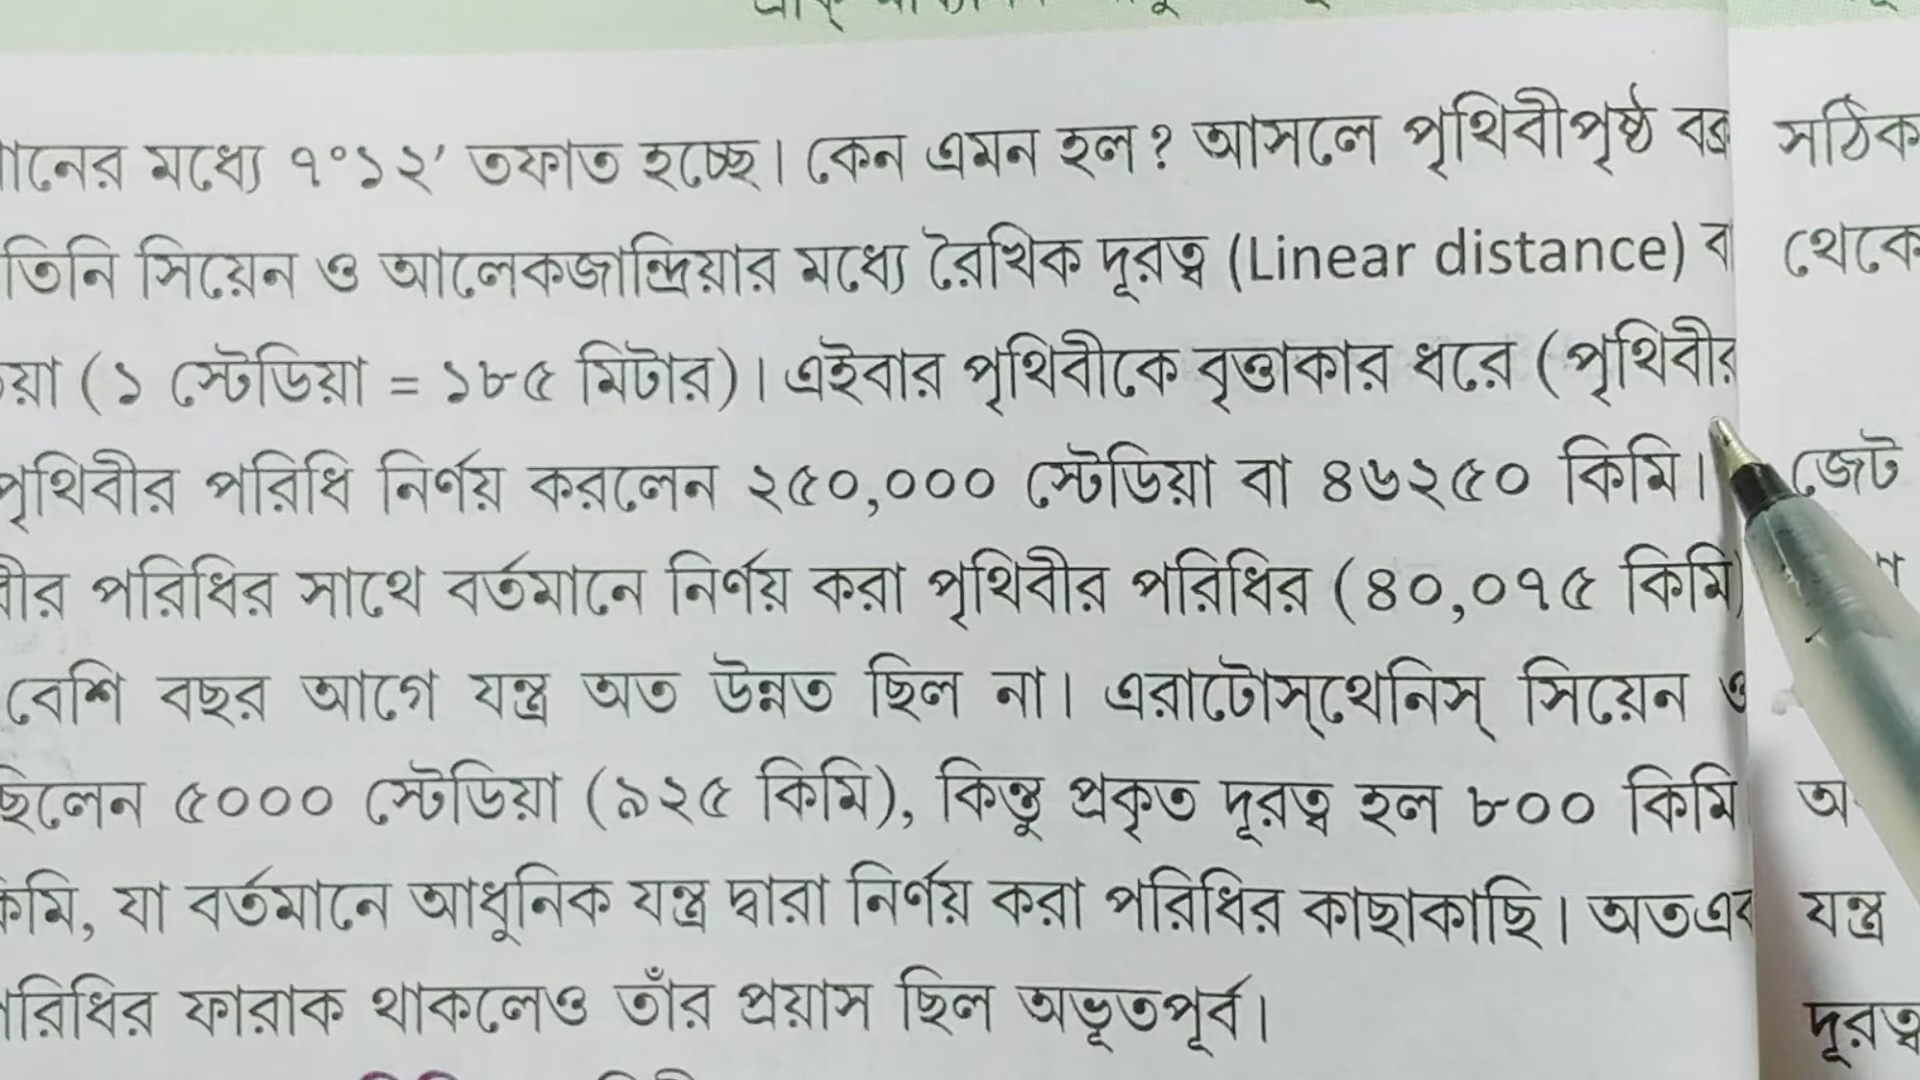 মধ্যে ৭°১২′ তফাত হচ্ছে। কেন এমন হল? আসলে পৃথিবীপৃষ্ঠ
তিনি সিয়েন ও আলেকজান্দ্রিয়ার মধ্যে রৈখিক দূরত্ব (Linear distance)
(১ স্টেডিয়া = ১৮৫ মিটার)। এইবার পৃথিবীকে বৃত্তাকার ধরে (পৃথিবীর
পৃথিবীর পরিধি নির্ণয় করলেন ২৫০,০০০ স্টেডিয়া বা ৪৬২৫০ কিমি।
পরিধির সাথে বর্তমানে নির্ণয় করা পৃথিবীর পরিধির (৪০,০৭৫ কিমি)
বেশি বছর আগে যন্ত্র অত উন্নত ছিল না। এরাটোস্‌থেনিস্ সিয়েন ও
৫০০০ স্টেডিয়া (৯২৫ কিমি), কিন্তু প্রকৃত দূরত্ব হল ৮০০ কিমি
কিমি, যা বর্তমানে আধুনিক যন্ত্র দ্বারা নির্ণয় করা পরিধির কাছাকাছি। অতএব
পরিধির ফারাক থাকলেও তাঁর প্রয়াস ছিল অভূতপূর্ব।
সঠিক
থেকে
জেট
যন্ত্র
দূরত্ব